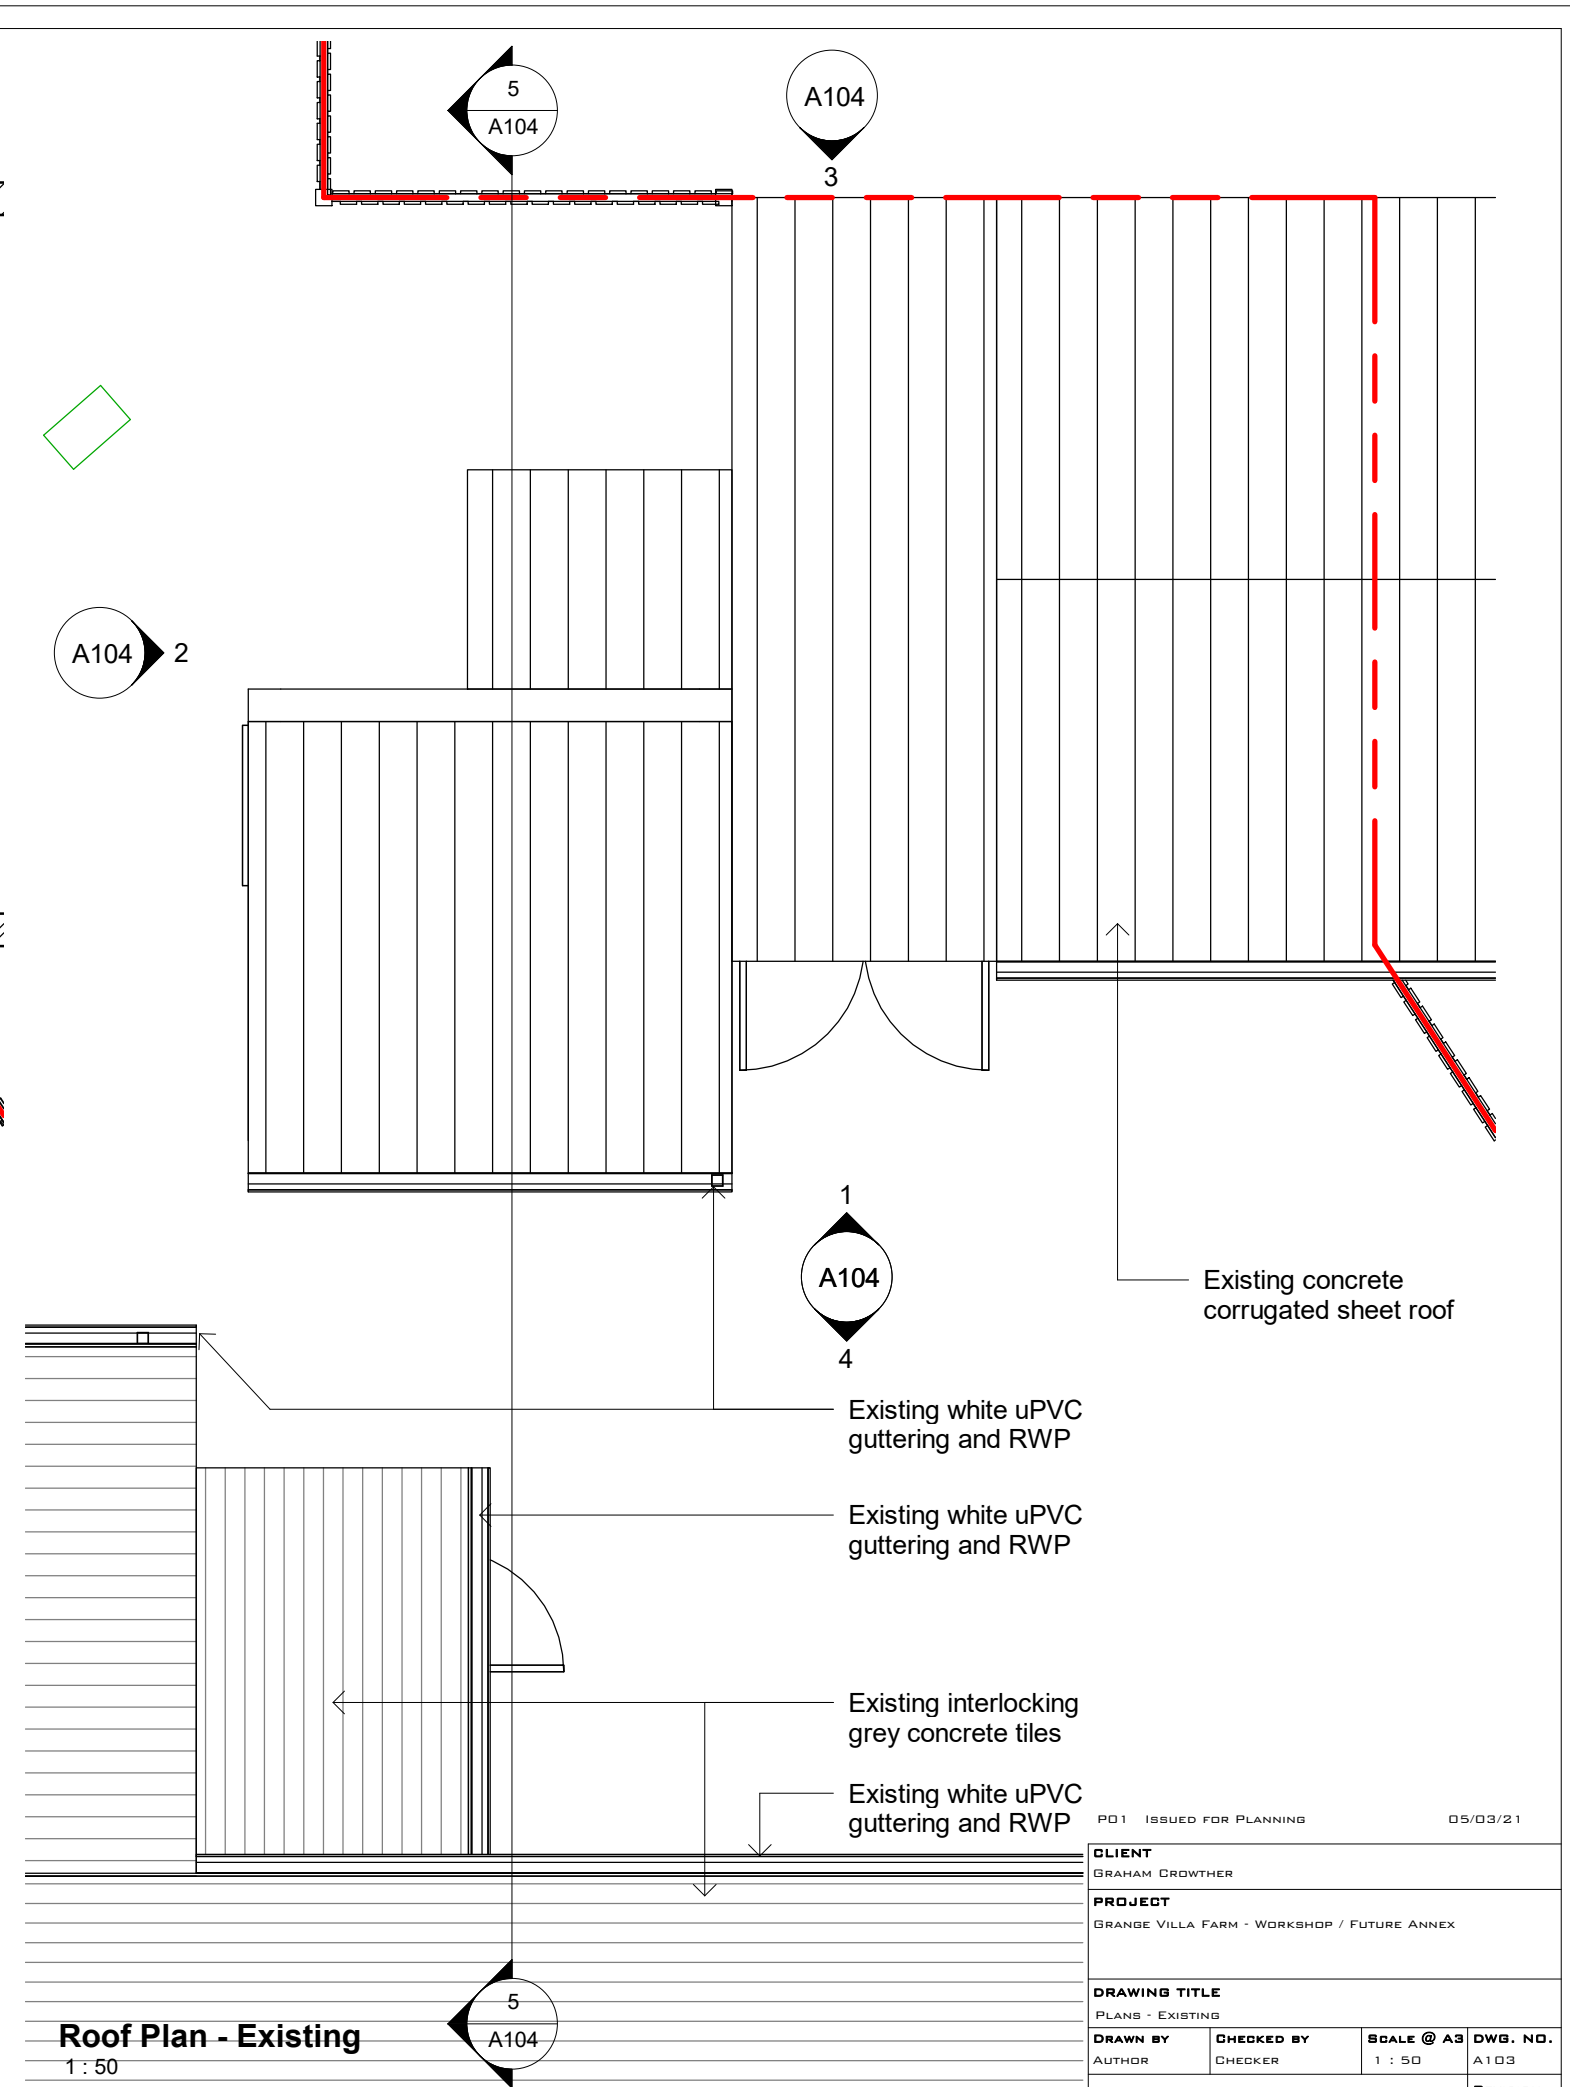 5
A104
A104
3
A104
2
1
A104
4
Existing concrete
corrugated sheet roof
Existing white uPVC
guttering and RWP
Existing white uPVC
guttering and RWP
Existing interlocking
grey concrete tiles
Existing white uPVC
guttering and RWP
P01 Issued for Planning 05/03/21
CLIENT
Graham Crowther
PROJECT
Grange Villa Farm - Workshop / Future Annex
DRAWING TITLE
Plans - Existing
Drawn by Checked by Scale @ A3 DWG. NO.
Author Checker 1 : 50 A103
5
A104
Roof Plan - Existing
1 : 50